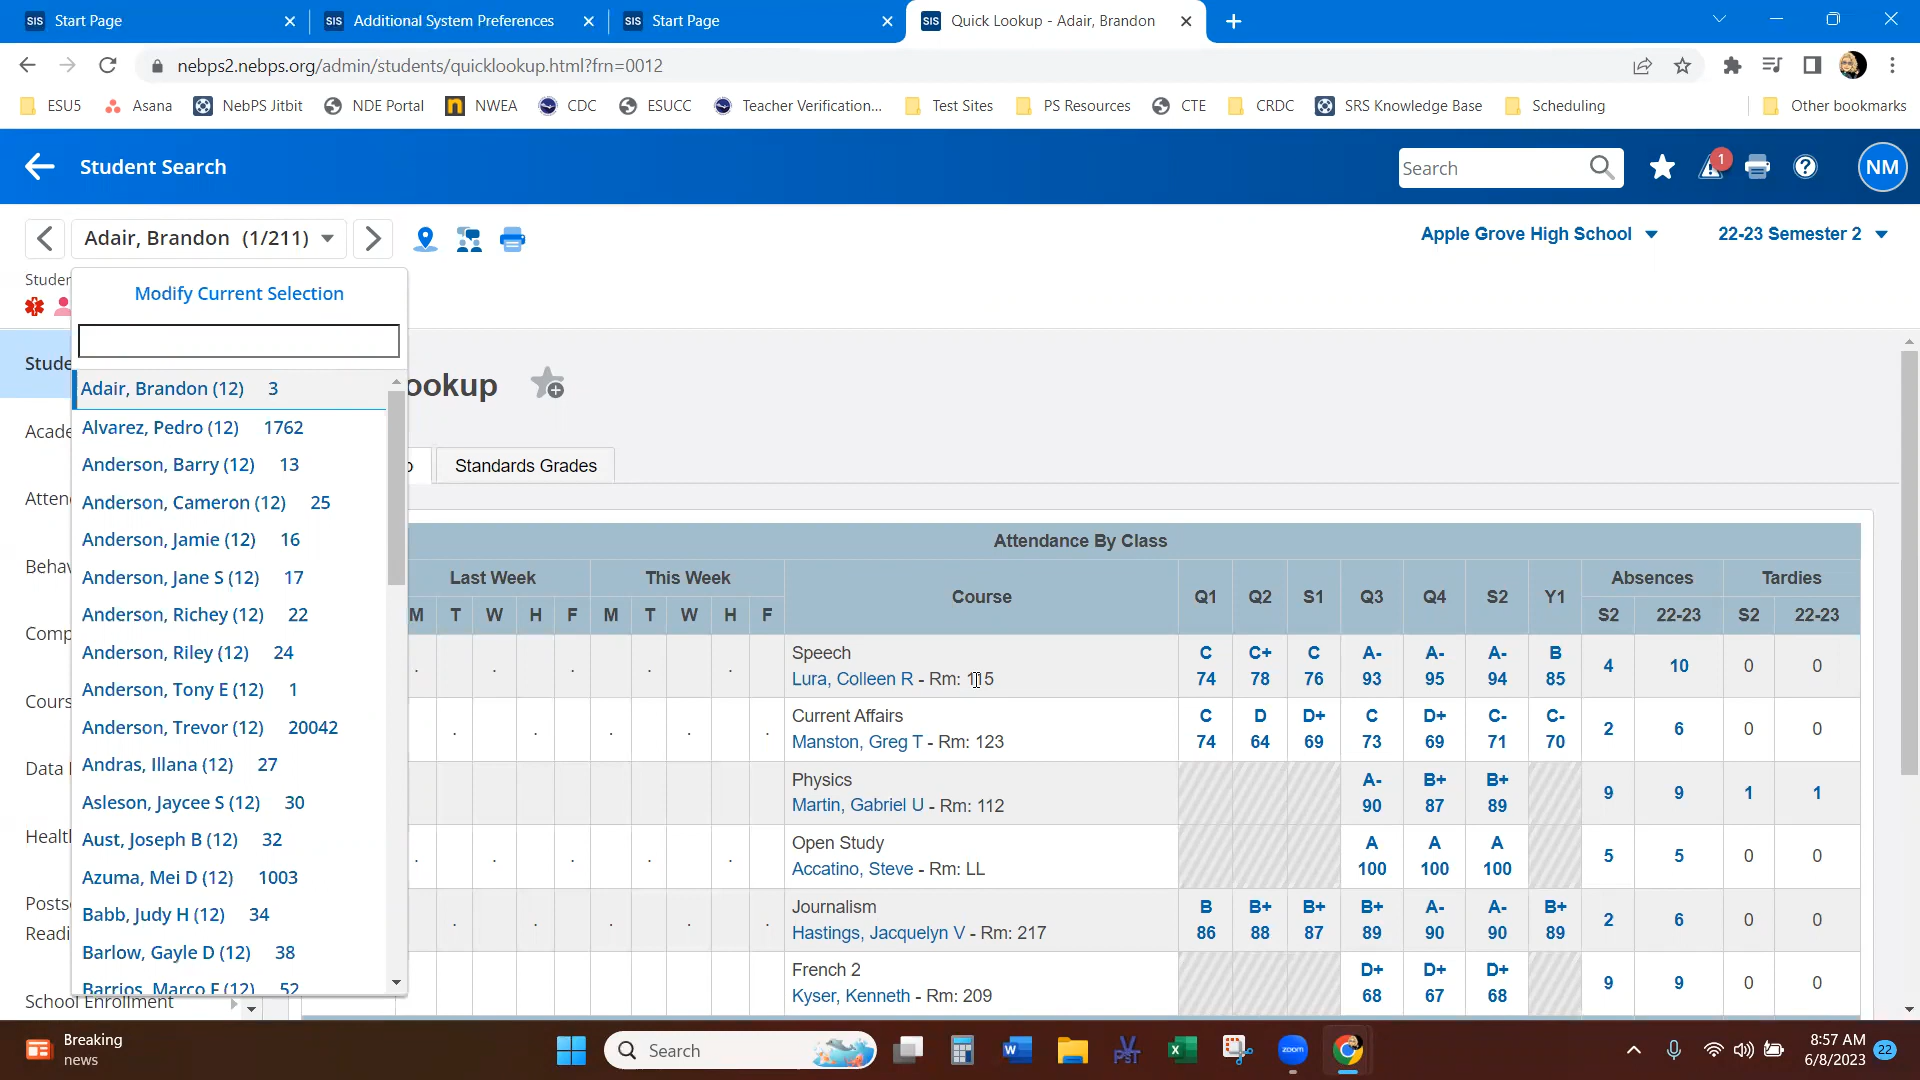 SIS Start Page
SIS Additional System Preferences
SIS Start Page
SIS Quick Lookup - Adair, Brandon
nebps2.nebps.org/admin/students/quicklookup.html?frn=0012
ESU5 Asana NebPS Jitbit NDE Portal NWEA CDC ESUCC Teacher Verification... Test Sites PS Resources CTE CRDC SRS Knowledge Base Scheduling Other bookmarks
Student Search
Search
1
NM
Adair, Brandon (1/211)
Apple Grove High School
22-23 Semester 2
Modify Current Selection
Adair, Brandon (12) 3
Alvarez, Pedro (12) 1762
Anderson, Barry (12) 13
Anderson, Cameron (12) 25
Anderson, Jamie (12) 16
Anderson, Jane S (12) 17
Anderson, Richey (12) 22
Anderson, Riley (12) 24
Anderson, Tony E (12) 1
Anderson, Trevor (12) 20042
Andras, Illana (12) 27
Asleson, Jaycee S (12) 30
Aust, Joseph B (12) 32
Azuma, Mei D (12) 1003
Babb, Judy H (12) 34
Barlow, Gayle D (12) 38
Barrios, Marco F (12) 52
School Enrollment
ookup
Standards Grades
Attendance By Class
Last Week This Week Course Q1 Q2 S1 Q3 Q4 S2 Y1 Absences Tardies
M T W H F M T W H F S2 22-23 S2 22-23
Speech C C+ C A- A- A- B
Lura, Colleen R - Rm: 115 74 78 76 93 95 94 85 4 10 0 0
Current Affairs C D D+ C D+ C- C-
Manston, Greg T - Rm: 123 74 64 69 73 69 71 70 2 6 0 0
Physics A- B+ B+
Martin, Gabriel U - Rm: 112 90 87 89 9 9 1 1
Open Study A A A
Accatino, Steve - Rm: LL 100 100 100 5 5 0 0
Journalism B B+ B+ B+ A- A- B+
Hastings, Jacquelyn V - Rm: 217 86 88 87 89 90 90 89 2 6 0 0
French 2 D+ D+ D+
Kyser, Kenneth - Rm: 209 68 67 68 9 9 0 0
Breaking
news
Search
zoom
8:57 AM
6/8/2023
22